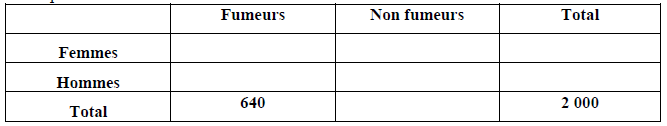 Fumeurs Non fumeurs Total
Femmes
Hommes
Total 640 2 000